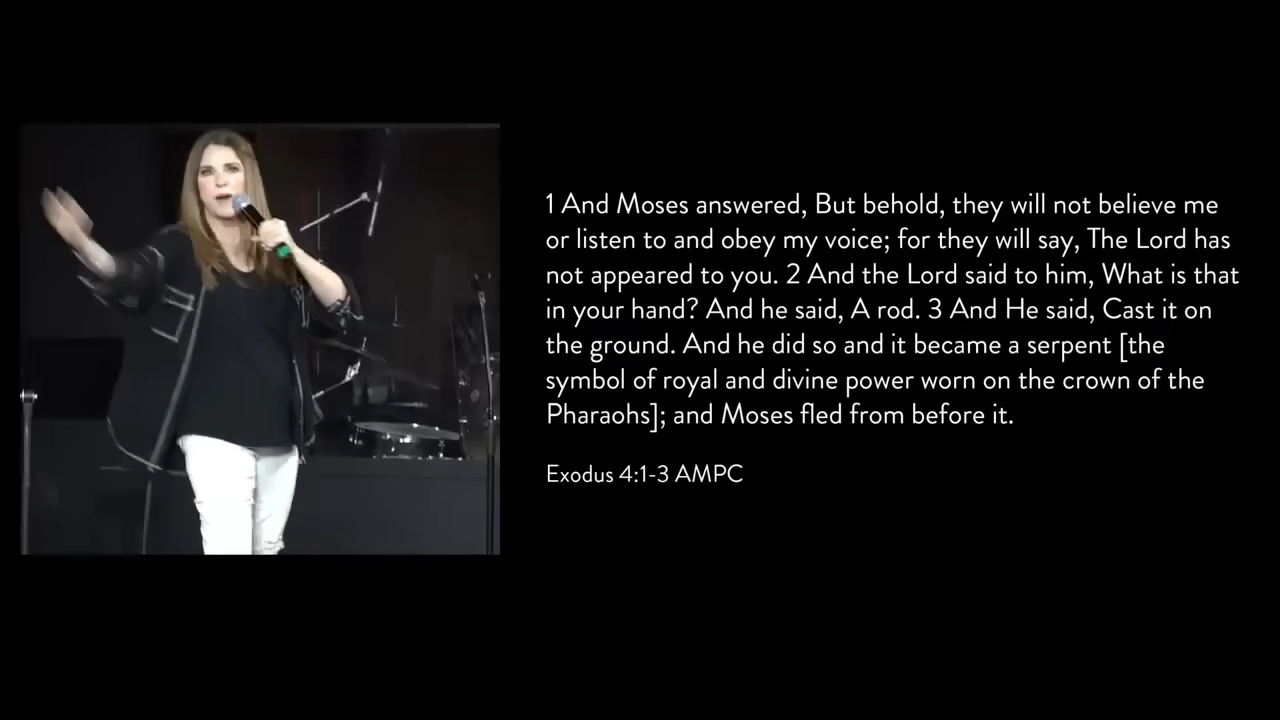 1 And Moses answered, But behold, they will not believe me
or listen to and obey my voice; for they will say, The Lord has
not appeared to you. 2 And the Lord said to him, What is that
in your hand? And he said, A rod. 3 And He said, Cast it on
the ground. And he did so and it became a serpent [the
symbol of royal and divine power worn on the crown of the
Pharaohs]; and Moses fled from before it.
Exodus 4:1-3 AMPC